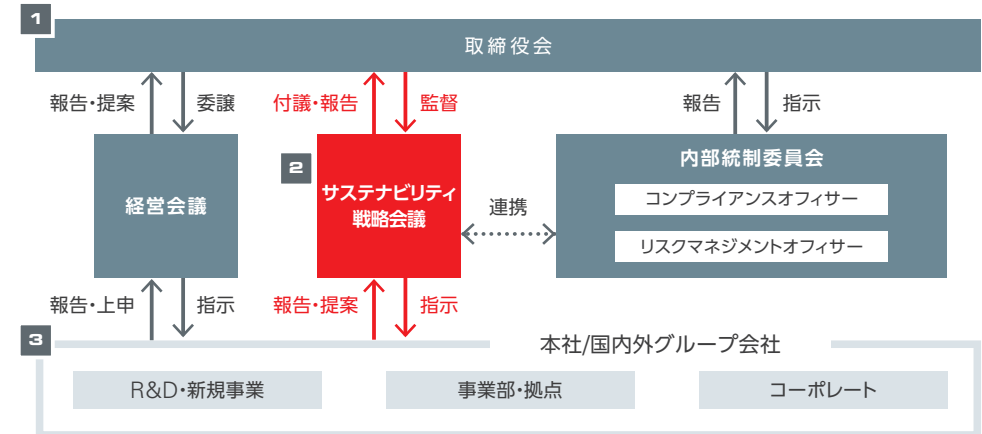 1
取締役会
報告・提案
委譲
付議・報告
監督
報告
指示
2
経営会議
サステナビリティ
戦略会議
連携
内部統制委員会
コンプライアンスオフィサー
リスクマネジメントオフィサー
報告・上申
指示
報告・提案
指示
3
本社/国内外グループ会社
R&D・新規事業
事業部・拠点
コーポレート